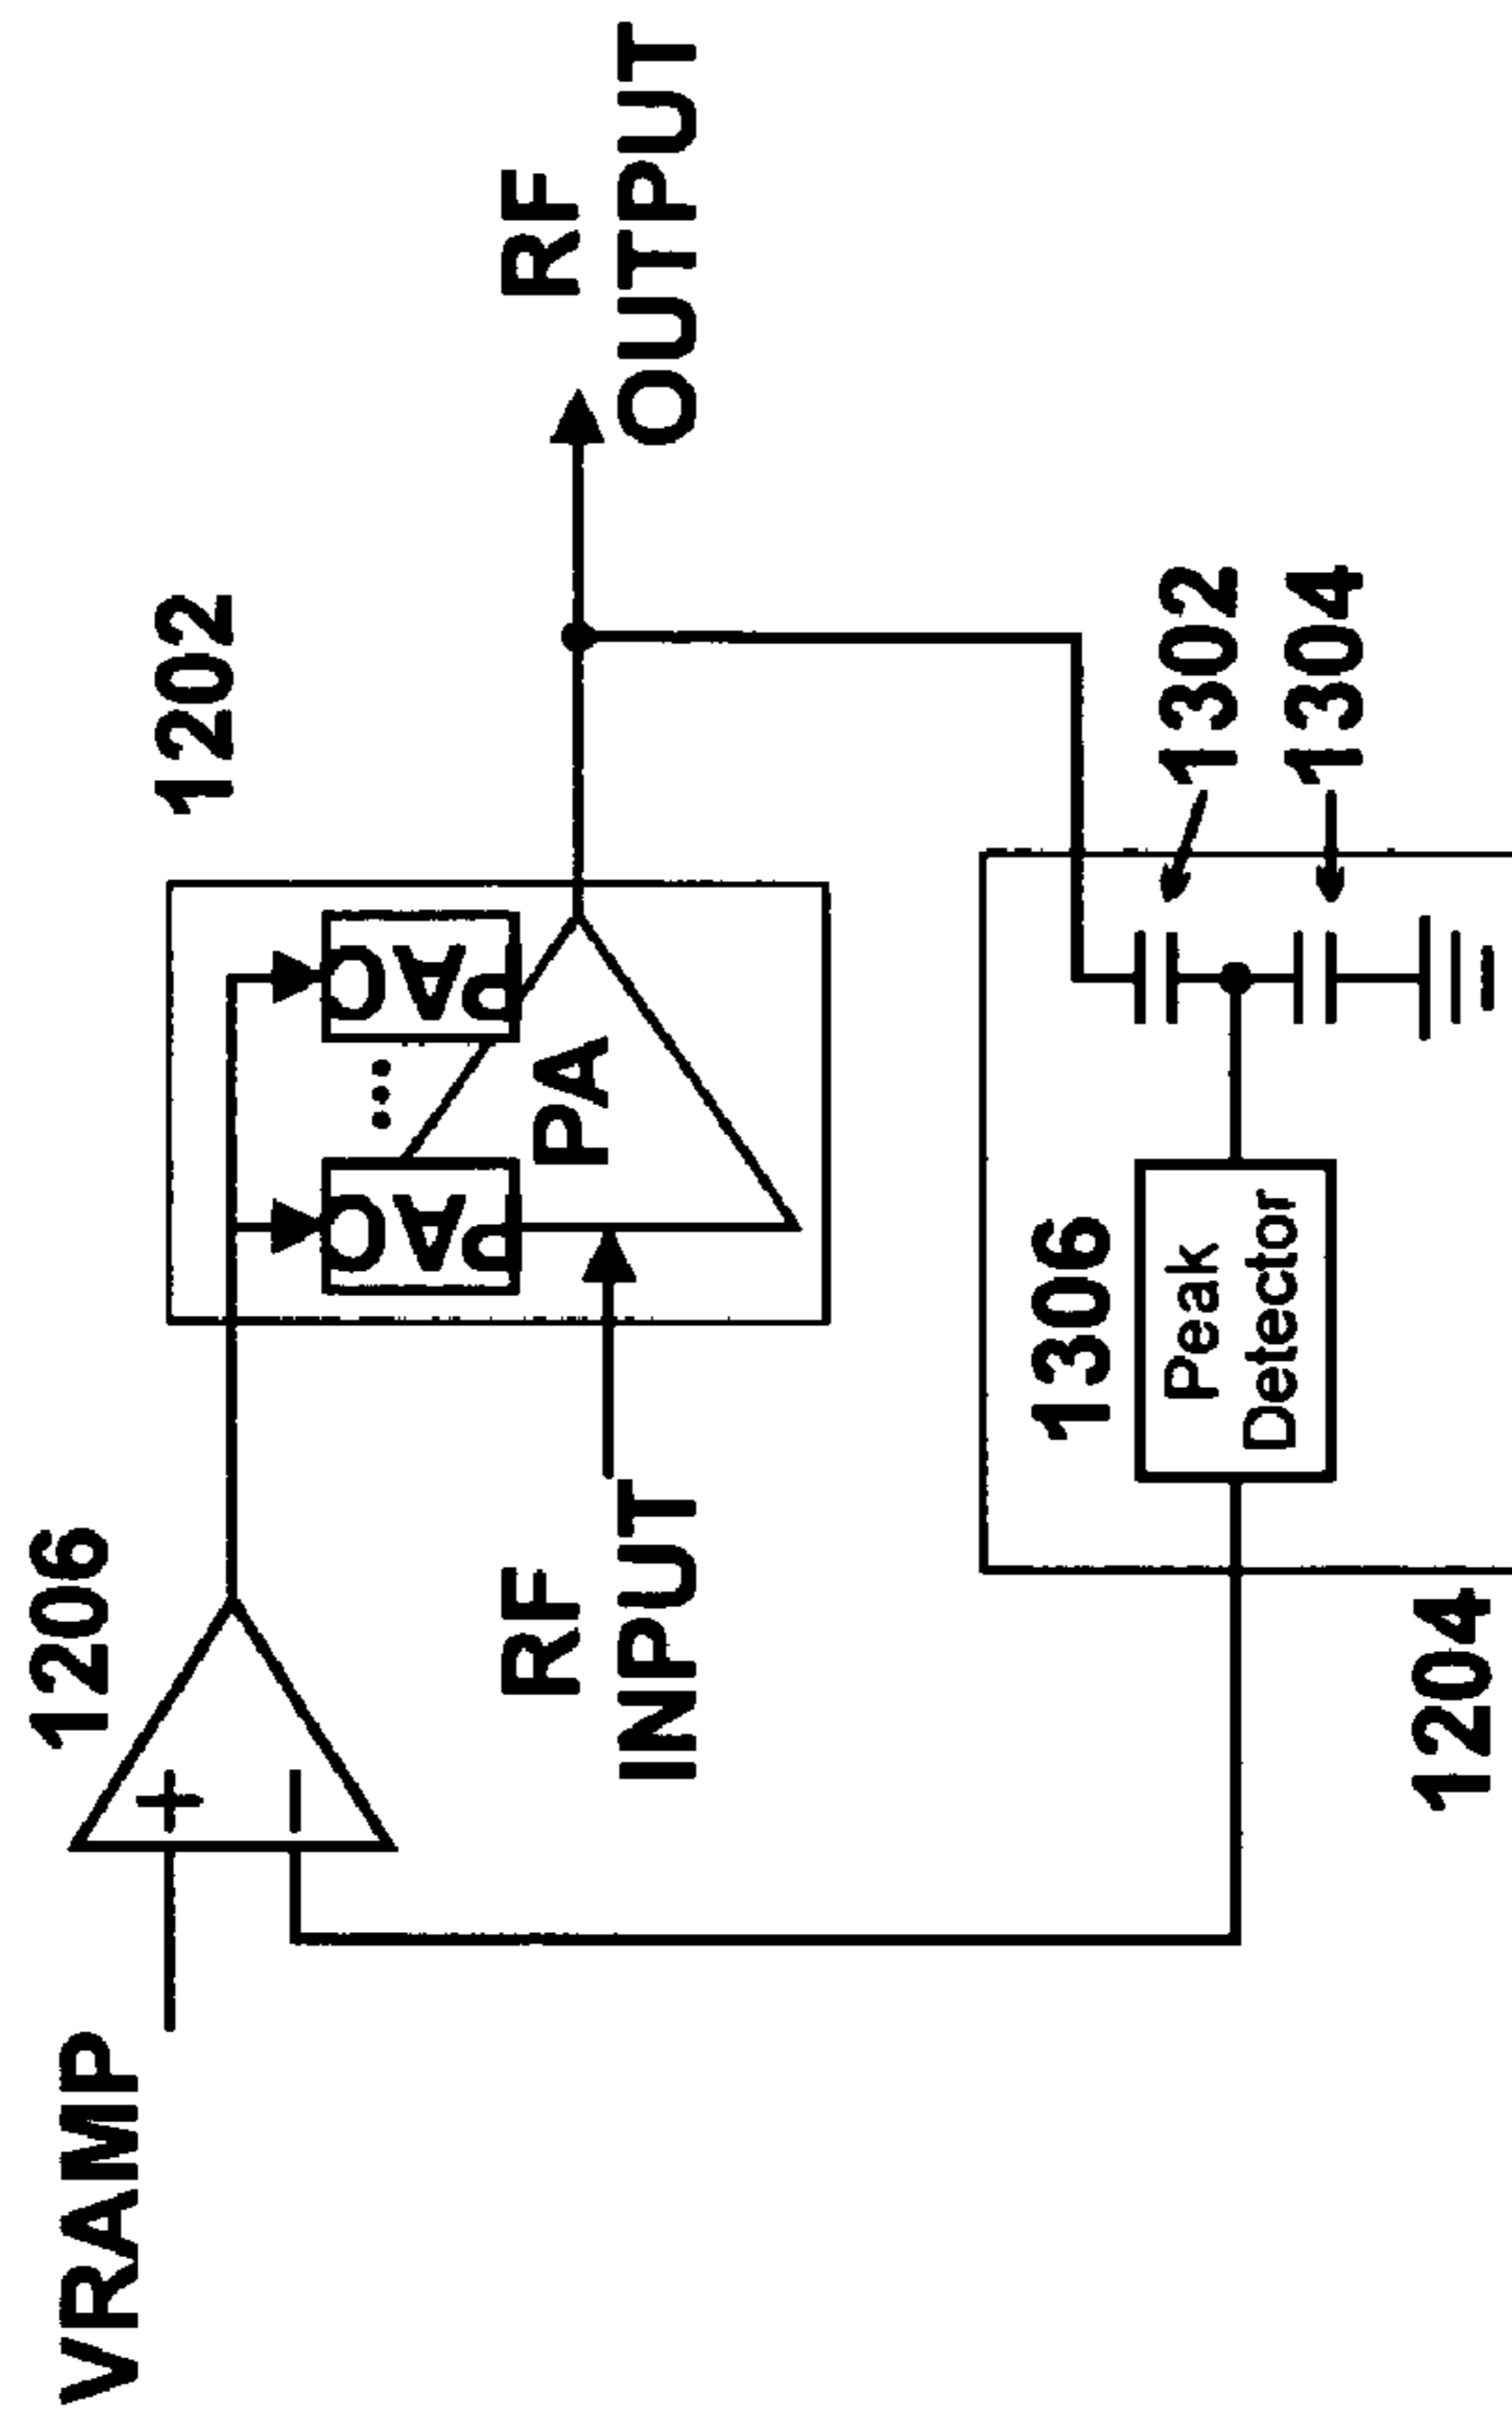 VRAMP
+
−
1206
1202
PAC
...
PAC
PA
RF
INPUT
RF
OUTPUT
1306
Peak
Detector
1302
1304
1204